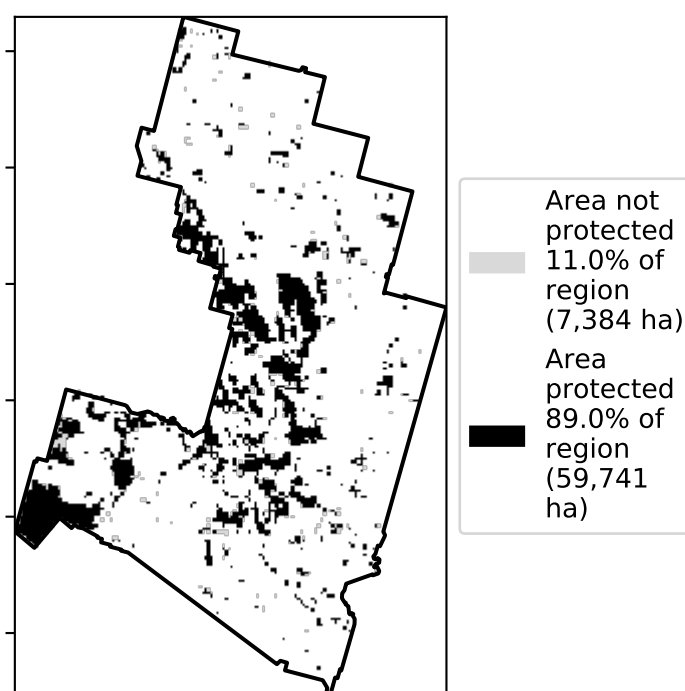 Area not
protected
11.0% of
region
(7,384 ha)
Area
protected
89.0% of
region
(59,741
ha)